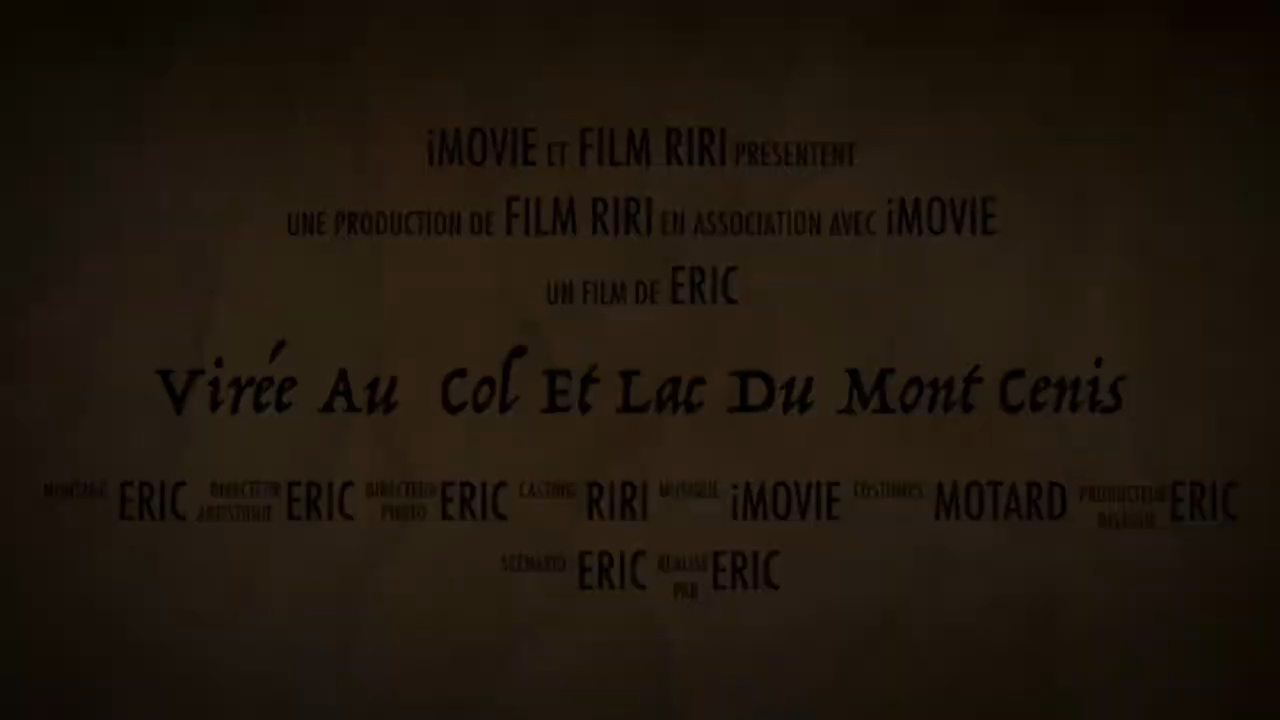 iMOVIE ET FILM RIRI PRÉSENTENT
UNE PRODUCTION DE FILM RIRI EN ASSOCIATION AVEC iMOVIE
UN FILM DE ERIC
Virée Au Col Et Lac Du Mont Cenis
MONTAGE ERIC DIRECTEUR ARTISTIQUE ERIC DIRECTEUR PHOTO ERIC CASTING RIRI MUSIQUE iMOVIE COSTUMES MOTARD PRODUCTEUR DÉLÉGUÉ ERIC
SCÉNARIO ERIC RÉALISÉ PAR ERIC